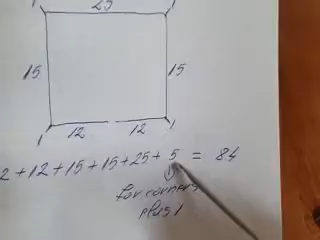 1 25 1
15 15
1 12 12 1
2 + 12 + 15 + 15 + 25 + 5 = 84
for corners
plus 1